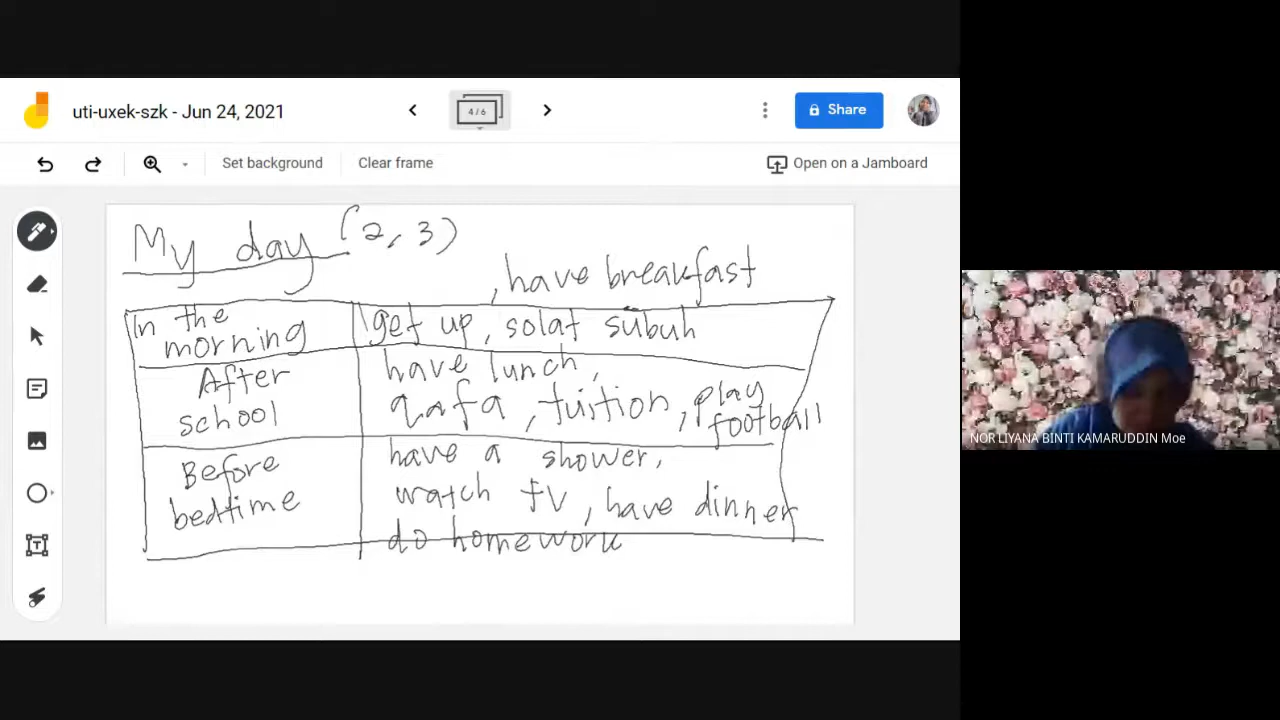 uti-uxek-szk - Jun 24, 2021
4/6
Share
Set background
Clear frame
Open on a Jamboard
My day (2, 3)
, have breakfast
In the
morning
get up, solat subuh
After
school
have lunch,
qafa, tuition, play
football
Before
bedtime
have a shower,
watch TV, have dinner
do homework
NOR LIYANA BINTI KAMARUDDIN Moe